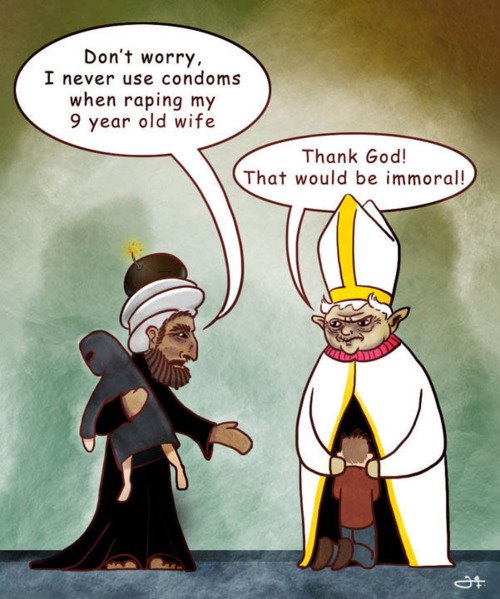 Don't worry,
I never use condoms
when raping my
9 year old wife
Thank God!
That would be immoral!